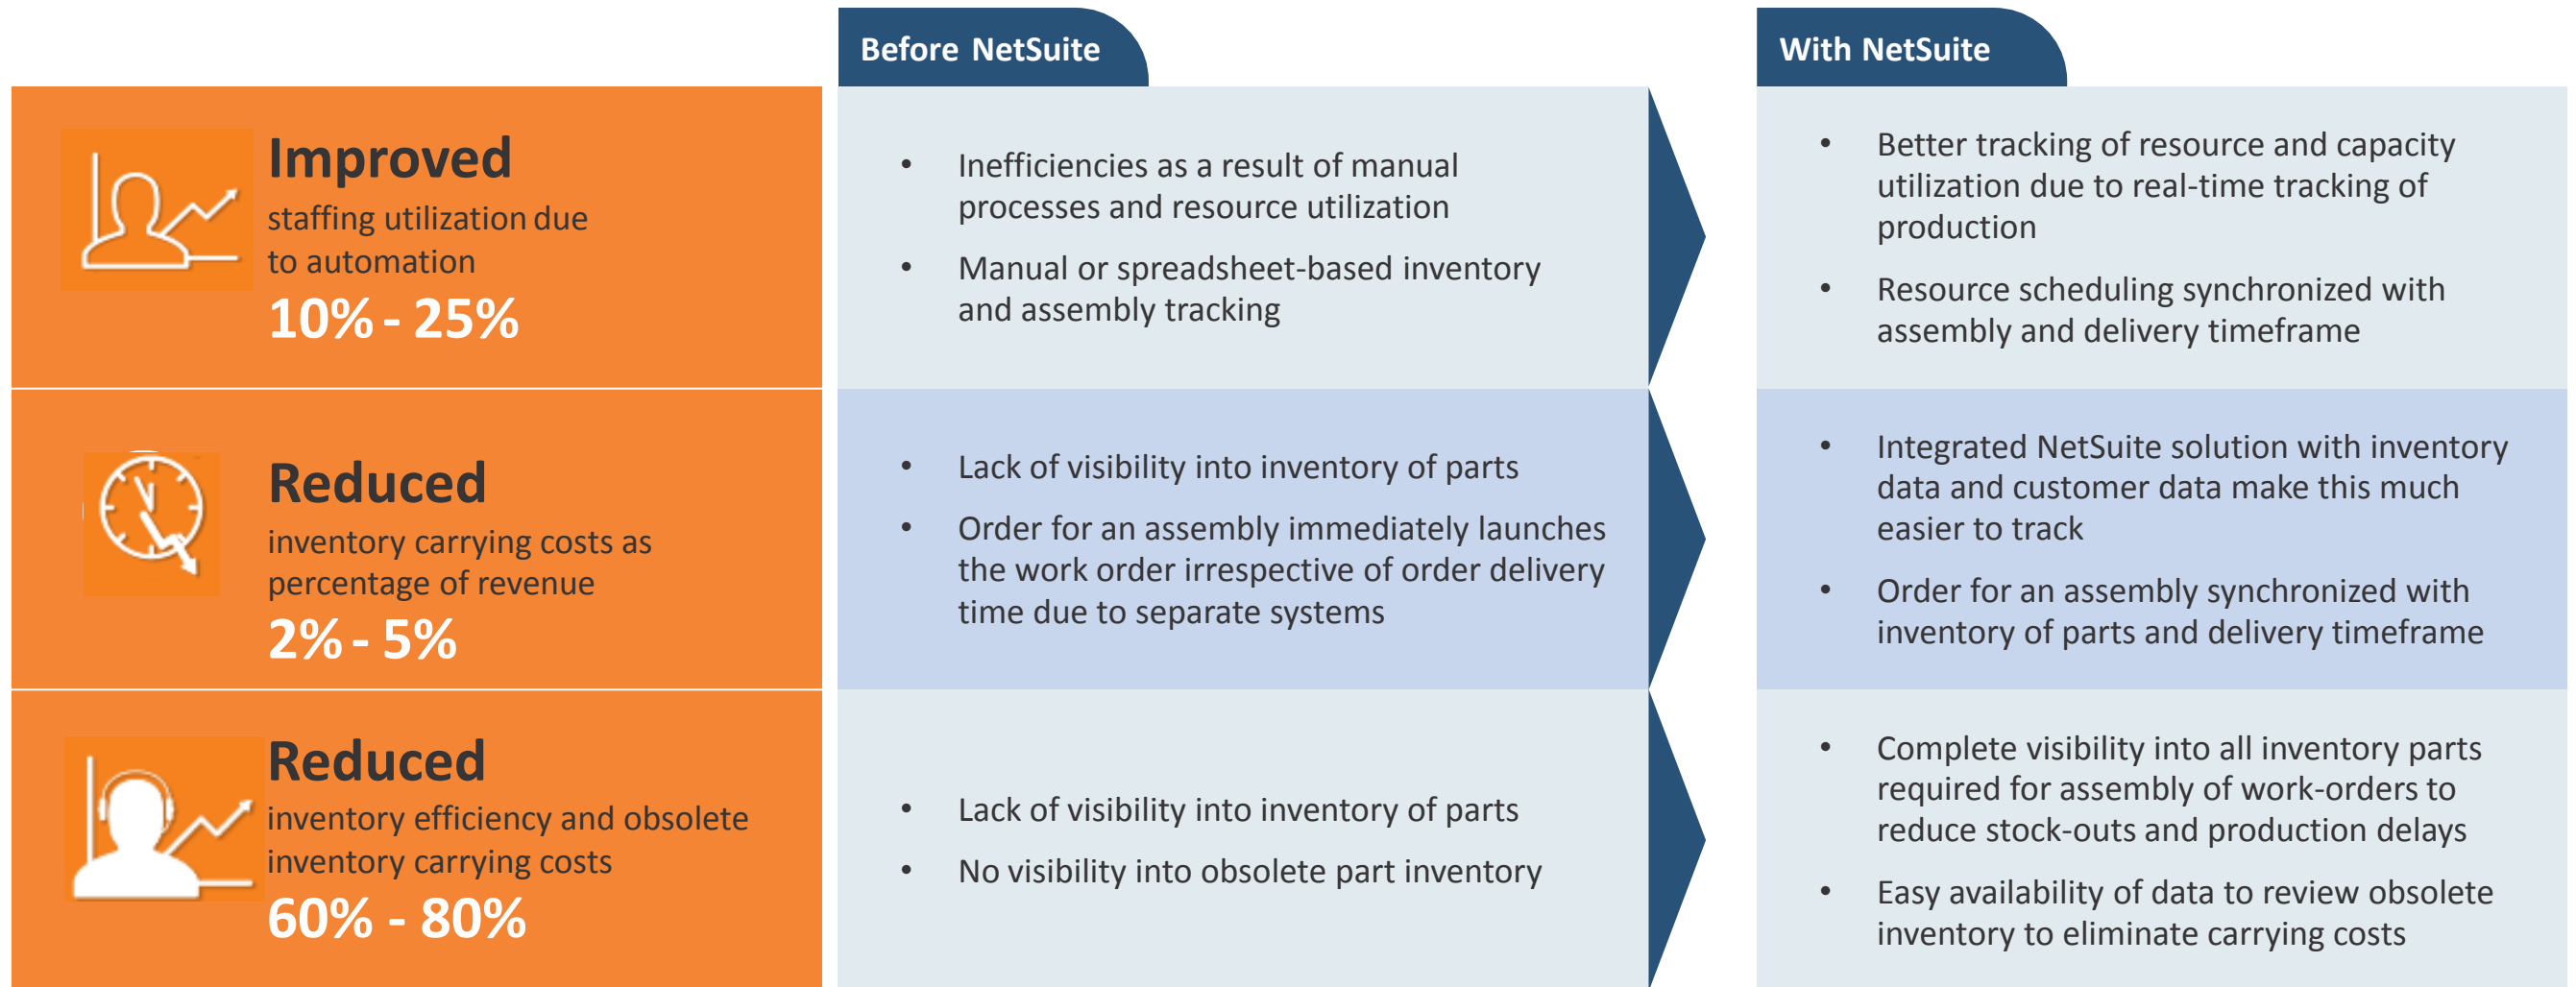 Before NetSuite
With NetSuite
Improved
staffing utilization due
to automation
10% - 25%
• Inefficiencies as a result of manual
processes and resource utilization
• Manual or spreadsheet-based inventory
and assembly tracking
• Better tracking of resource and capacity
utilization due to real-time tracking of
production
• Resource scheduling synchronized with
assembly and delivery timeframe
Reduced
inventory carrying costs as
percentage of revenue
2% - 5%
• Lack of visibility into inventory of parts
• Order for an assembly immediately launches
the work order irrespective of order delivery
time due to separate systems
• Integrated NetSuite solution with inventory
data and customer data make this much
easier to track
• Order for an assembly synchronized with
inventory of parts and delivery timeframe
Reduced
inventory efficiency and obsolete
inventory carrying costs
60% - 80%
• Lack of visibility into inventory of parts
• No visibility into obsolete part inventory
• Complete visibility into all inventory parts
required for assembly of work-orders to
reduce stock-outs and production delays
• Easy availability of data to review obsolete
inventory to eliminate carrying costs